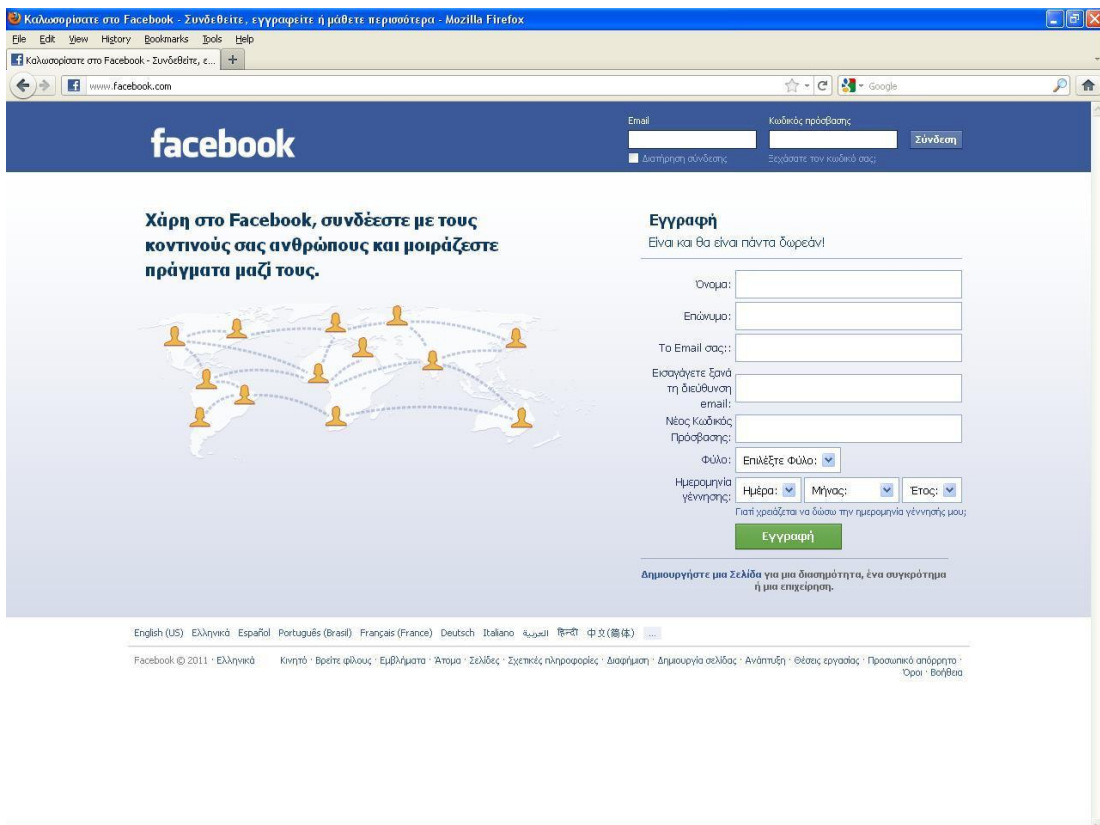 Καλωσορίσατε στο Facebook - Συνδεθείτε, εγγραφείτε ή μάθετε περισσότερα - Mozilla Firefox
File Edit View History Bookmarks Tools Help
Καλωσορίσατε στο Facebook - Συνδεθείτε, ε...
www.facebook.com
Google
facebook
Email
Κωδικός πρόσβασης
Σύνδεση
Διατήρηση σύνδεσης
Ξεχάσατε τον κωδικό σας;
Χάρη στο Facebook, συνδέεστε με τους
κοντινούς σας ανθρώπους και μοιράζεστε
πράγματα μαζί τους.
Εγγραφή
Είναι και θα είναι πάντα δωρεάν!
Όνομα:
Επώνυμο:
Το Email σας::
Εισαγάγετε ξανά
τη διεύθυνση
email:
Νέος Κωδικός
Πρόσβασης:
Φύλο: Επιλέξτε Φύλο:
Ημερομηνία
γέννησης:
Ημέρα: Μήνας: Έτος:
Γιατί χρειάζεται να δώσω την ημερομηνία γέννησής μου;
Εγγραφή
Δημιουργήστε μια Σελίδα για μια διασημότητα, ένα συγκρότημα
ή μια επιχείρηση.
English (US) Ελληνικά Español Português (Brasil) Français (France) Deutsch Italiano العربية हिन्दी 中文(简体) ...
Facebook © 2011 · Ελληνικά Κινητό · Βρείτε φίλους · Εμβλήματα · Άτομα · Σελίδες · Σχετικές πληροφορίες · Διαφήμιση · Δημιουργία σελίδας · Ανάπτυξη · Θέσεις εργασίας · Προσωπικό απόρρητο ·
Όροι · Βοήθεια